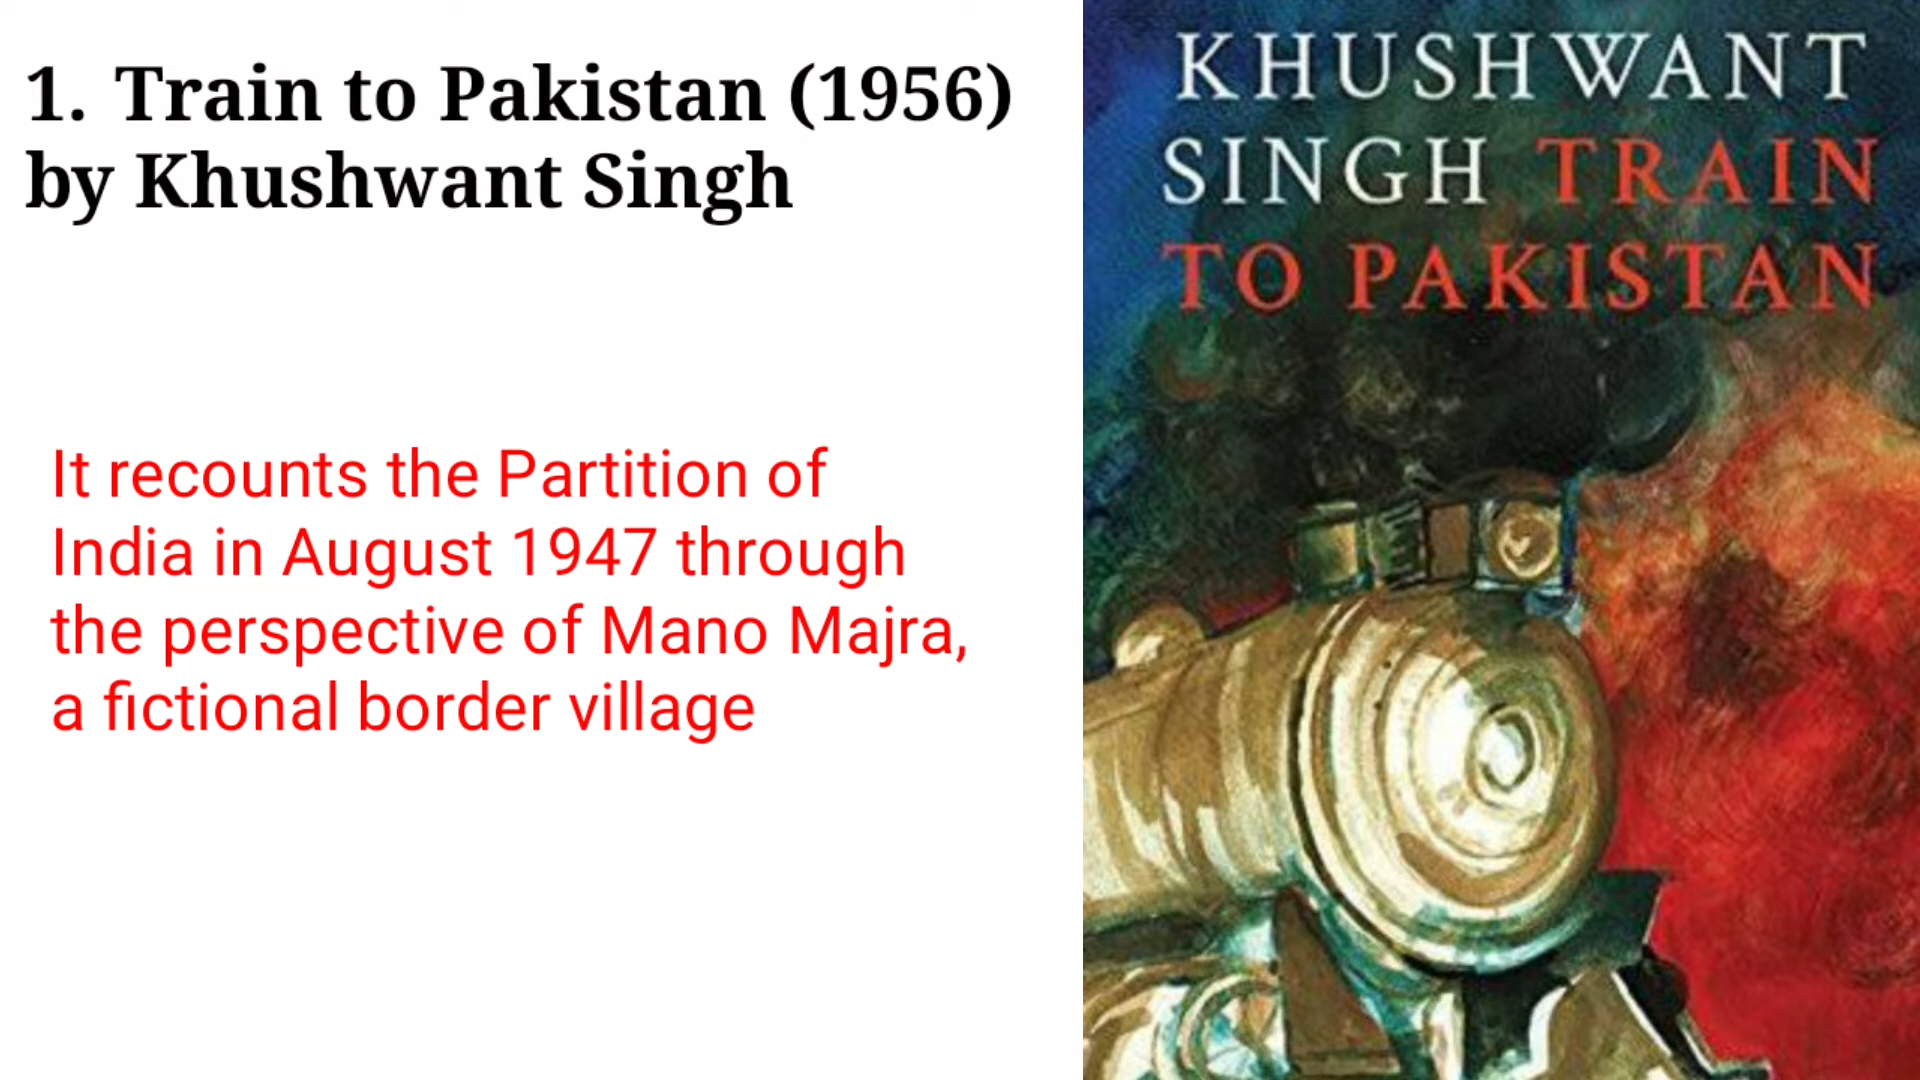 1. Train to Pakistan (1956)
by Khushwant Singh
It recounts the Partition of
India in August 1947 through
the perspective of Mano Majra,
a fictional border village
KHUSHWANT
SINGH TRAIN
TO PAKISTAN